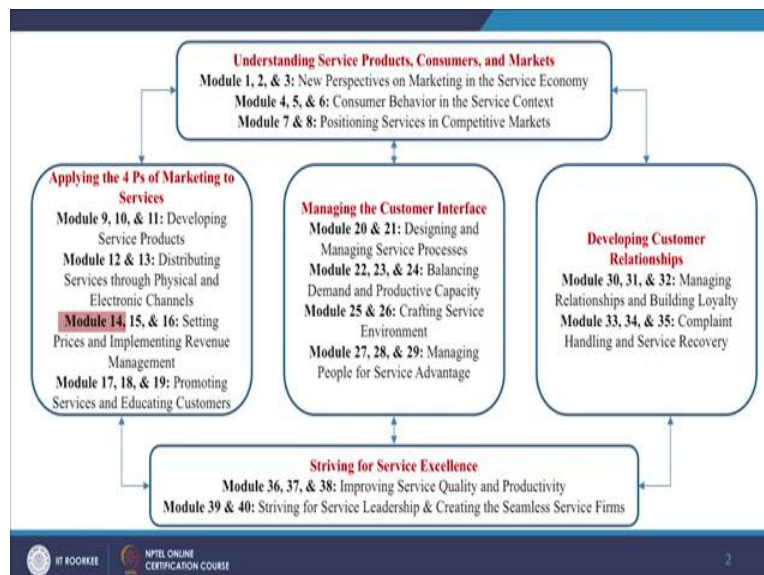 Understanding Service Products, Consumers, and Markets
Module 1, 2, & 3: New Perspectives on Marketing in the Service Economy
Module 4, 5, & 6: Consumer Behavior in the Service Context
Module 7 & 8: Positioning Services in Competitive Markets
Applying the 4 Ps of Marketing to
Services
Module 9, 10, & 11: Developing
Service Products
Module 12 & 13: Distributing
Services through Physical and
Electronic Channels
Module 14, 15, & 16: Setting
Prices and Implementing Revenue
Management
Module 17, 18, & 19: Promoting
Services and Educating Customers
Managing the Customer Interface
Module 20 & 21: Designing and
Managing Service Processes
Module 22, 23, & 24: Balancing
Demand and Productive Capacity
Module 25 & 26: Crafting Service
Environment
Module 27, 28, & 29: Managing
People for Service Advantage
Developing Customer
Relationships
Module 30, 31, & 32: Managing
Relationships and Building Loyalty
Module 33, 34, & 35: Complaint
Handling and Service Recovery
Striving for Service Excellence
Module 36, 37, & 38: Improving Service Quality and Productivity
Module 39 & 40: Striving for Service Leadership & Creating the Seamless Service Firms
IIT ROORKEE
NPTEL ONLINE
CERTIFICATION COURSE
2